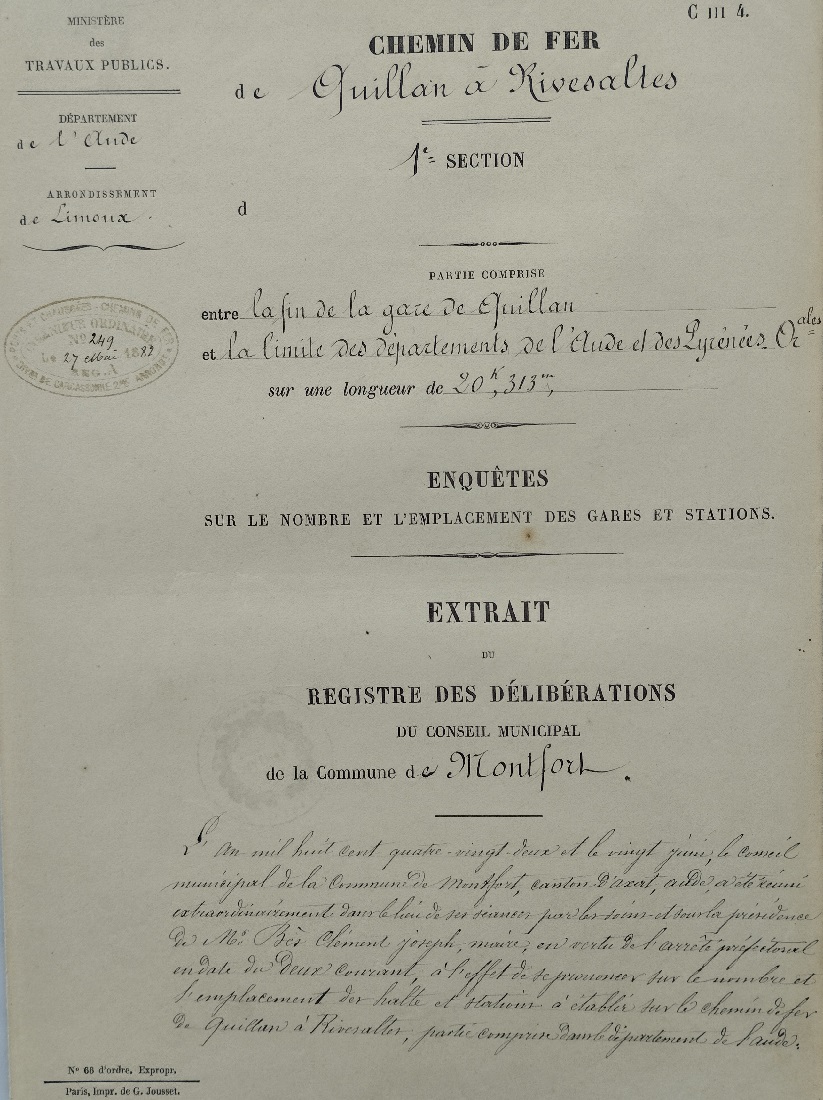 C III 4.
MINISTÈRE
des
TRAVAUX PUBLICS.
DÉPARTEMENT
de l'Aude
ARRONDISSEMENT
de Limoux.
CHEMIN DE FER
de Quillan à Rivesaltes
1e SECTION
d
PARTIE COMPRISE
entre la fin de la gare de Quillan
et la limite des départements de l'Aude et des Pyrénées-Orales
sur une longueur de 20k,313m,
PONTS ET CHAUSSÉES - CHEMINS DE FER
INGÉNIEUR ORDINAIRE
No 249
Le 27 Mai 1883
REG. A
ENQUÊTES
SUR LE NOMBRE ET L'EMPLACEMENT DES GARES ET STATIONS.
EXTRAIT
DU
REGISTRE DES DÉLIBÉRATIONS
DU CONSEIL MUNICIPAL
de la Commune de Montfort.
L'An mil huit cent quatre-vingt-deux et le vingt juin, le conseil
municipal de la Commune de Montfort, canton d'axat, aude, a été réuni
extraordinairement dans le lieu de ses séances par les soins et sous la présidence
de Mr Bès Clément joseph, maire, en vertu de l'arrêté préfectoral
en date du Deux courant, à l'effet de se prononcer sur le nombre et
l'emplacement des halte et station à établir sur le chemin de fer
de Quillan à Rivesaltes, partie comprise dans le département de l'aude.
No 66 d'ordre. Expropr.
Paris, Impr. de G. Jousset.